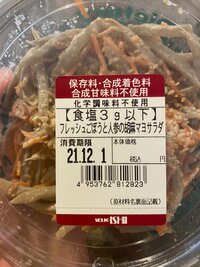 保存料・合成着色料
合成甘味料不使用
化学調味料不使用
【食塩3g以下】
フレッシュごぼうと人参の胡麻マヨサラダ
消費期限
本体価格
21.12.1
税込
円
4 953762 812823
(原材料名裏面記載)
SEIJO ISHII